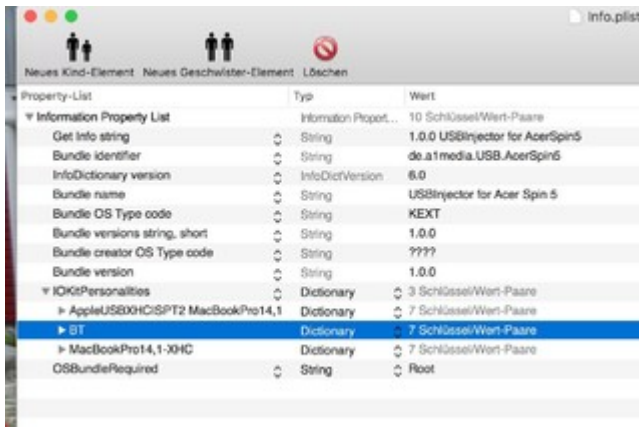 Info.plist
Neues Kind-Element Neues Geschwister-Element Löschen
Property-List Typ Wert
Information Property List Information Propert... 10 Schlüssel/Wert-Paare
Get Info string String 1.0.0 USBInjector for AcerSpin5
Bundle identifier String de.a1media.USB.AcerSpin5
InfoDictionary version InfoDictVersion 6.0
Bundle name String USBInjector for Acer Spin 5
Bundle OS Type code String KEXT
Bundle versions string, short String 1.0.0
Bundle creator OS Type code String ????
Bundle version String 1.0.0
IOKitPersonalities Dictionary 3 Schlüssel/Wert-Paare
AppleUSBXHCISPT2 MacBookPro14,1 Dictionary 7 Schlüssel/Wert-Paare
BT Dictionary 7 Schlüssel/Wert-Paare
MacBookPro14,1-XHC Dictionary 7 Schlüssel/Wert-Paare
OSBundleRequired String Root